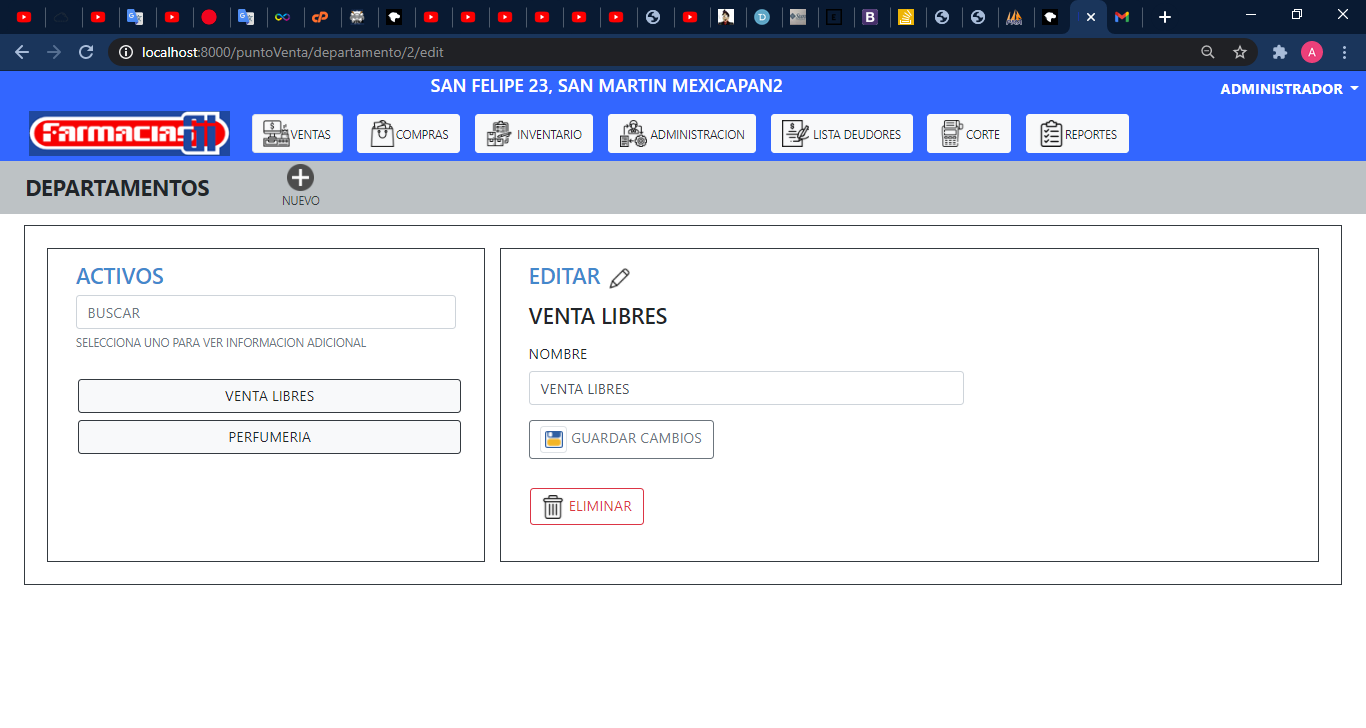 localhost:8000/puntoVenta/departamento/2/edit
A
SAN FELIPE 23, SAN MARTIN MEXICAPAN2
ADMINISTRADOR
Farmacias
VENTAS
COMPRAS
INVENTARIO
ADMINISTRACION
LISTA DEUDORES
CORTE
REPORTES
DEPARTAMENTOS
NUEVO
ACTIVOS
BUSCAR
SELECCIONA UNO PARA VER INFORMACION ADICIONAL
VENTA LIBRES
PERFUMERIA
EDITAR
VENTA LIBRES
NOMBRE
VENTA LIBRES
GUARDAR CAMBIOS
ELIMINAR